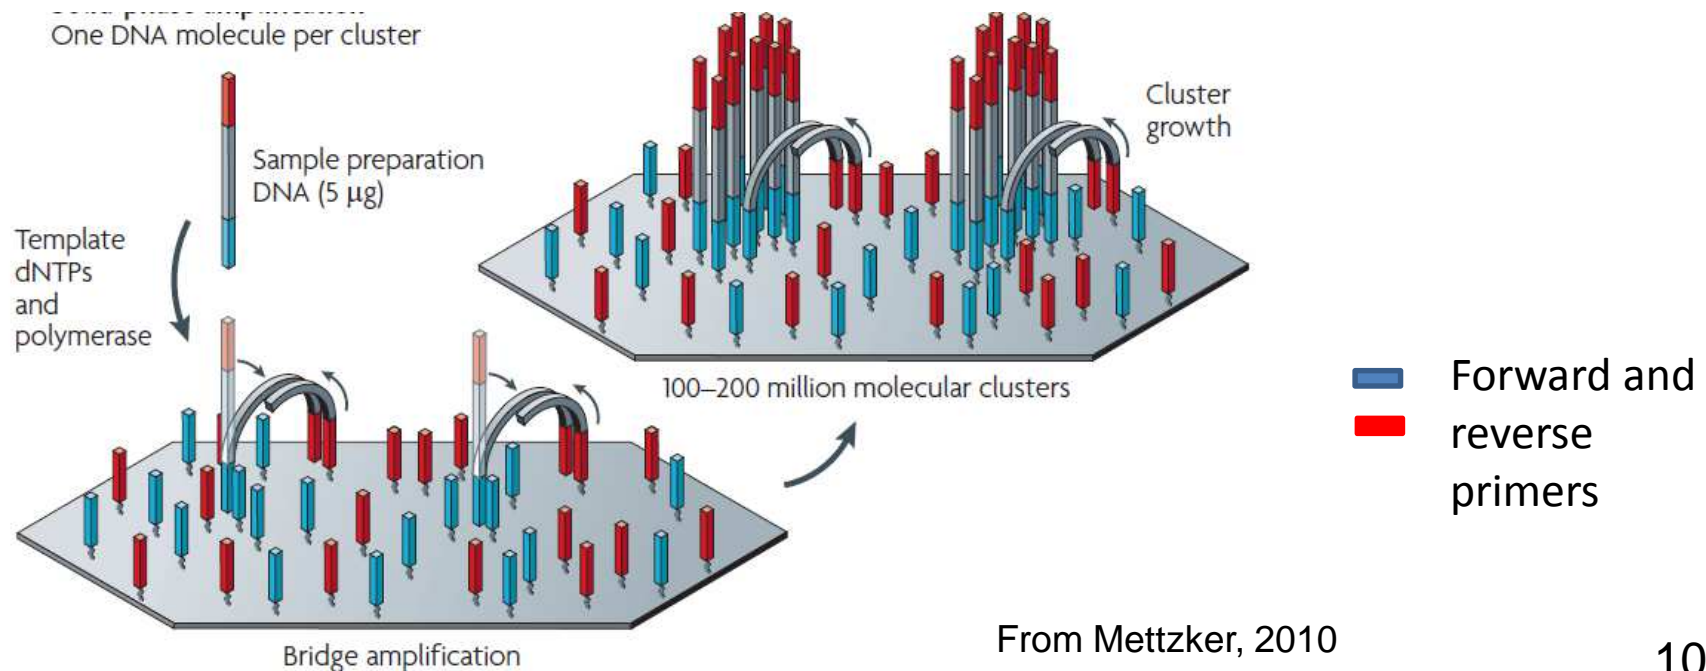 One DNA molecule per cluster
Sample preparation
DNA (5 µg)
Template
dNTPs
and
polymerase
Bridge amplification
Cluster
growth
100–200 million molecular clusters
Forward and
reverse
primers
From Mettzker, 2010
10